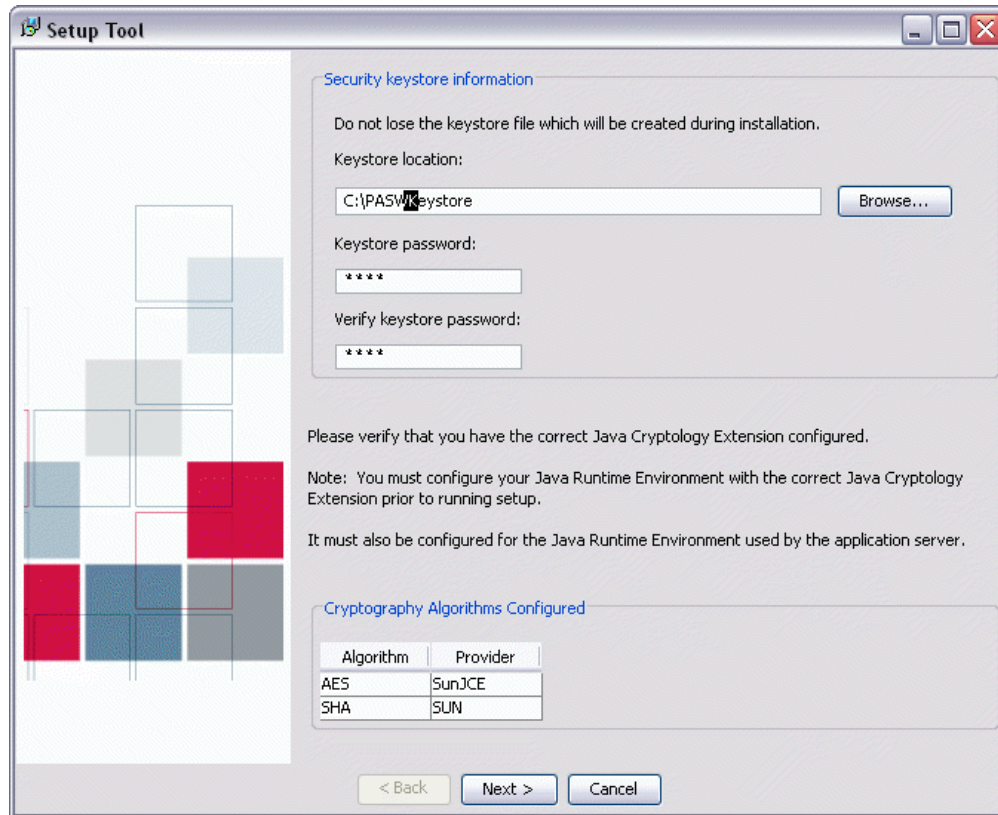 Setup Tool
Security keystore information
Do not lose the keystore file which will be created during installation.
Keystore location:
C:\PASWKeystore
Browse...
Keystore password:
****
Verify keystore password:
****
Please verify that you have the correct Java Cryptology Extension configured.
Note: You must configure your Java Runtime Environment with the correct Java Cryptology
Extension prior to running setup.
It must also be configured for the Java Runtime Environment used by the application server.
Cryptography Algorithms Configured
Algorithm Provider
AES SunJCE
SHA SUN
< Back Next > Cancel